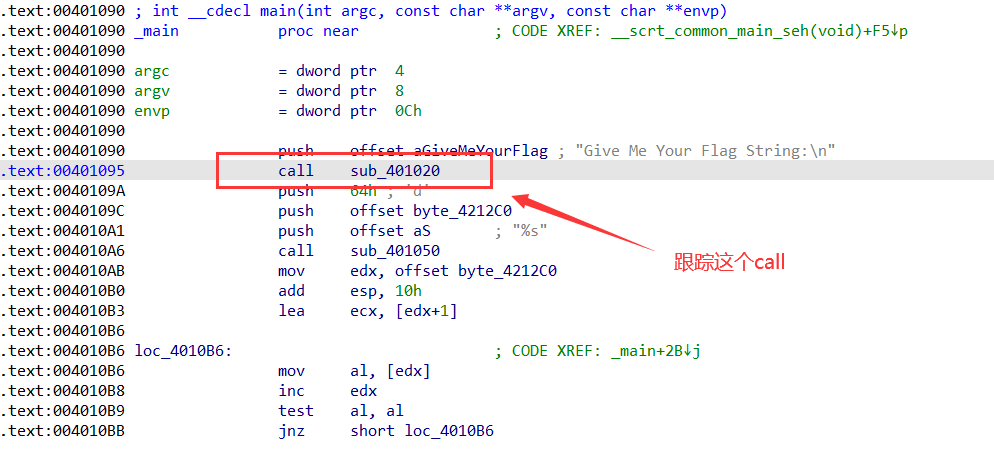 .text:00401090 ; int __cdecl main(int argc, const char **argv, const char **envp)
.text:00401090 _main proc near ; CODE XREF: __scrt_common_main_seh(void)+F5↓p
.text:00401090
.text:00401090 argc = dword ptr 4
.text:00401090 argv = dword ptr 8
.text:00401090 envp = dword ptr 0Ch
.text:00401090
.text:00401090 push offset aGiveMeYourFlag ; "Give Me Your Flag String:\n"
.text:00401095 call sub_401020
.text:0040109A push 64h ; 'd'
.text:0040109C push offset byte_4212C0
.text:004010A1 push offset aS ; "%s"
.text:004010A6 call sub_401050
跟踪这个call
.text:004010AB mov edx, offset byte_4212C0
.text:004010B0 add esp, 10h
.text:004010B3 lea ecx, [edx+1]
.text:004010B6
.text:004010B6 loc_4010B6: ; CODE XREF: _main+2B↓j
.text:004010B6 mov al, [edx]
.text:004010B8 inc edx
.text:004010B9 test al, al
.text:004010BB jnz short loc_4010B6